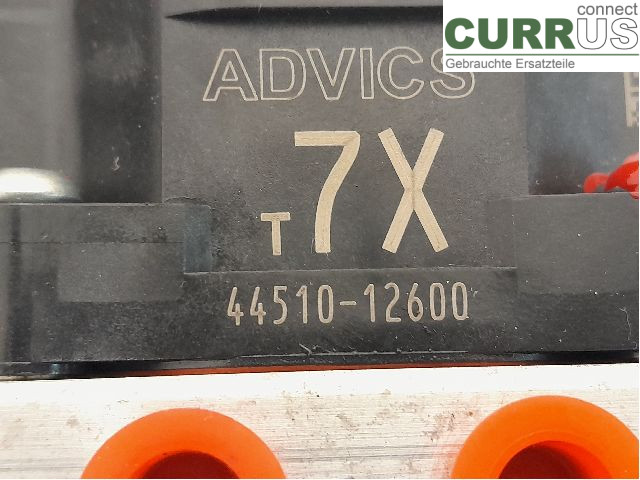 connect
CURRUS
Gebrauchte Ersatzteile
ADVICS
T 7X
44510-12600